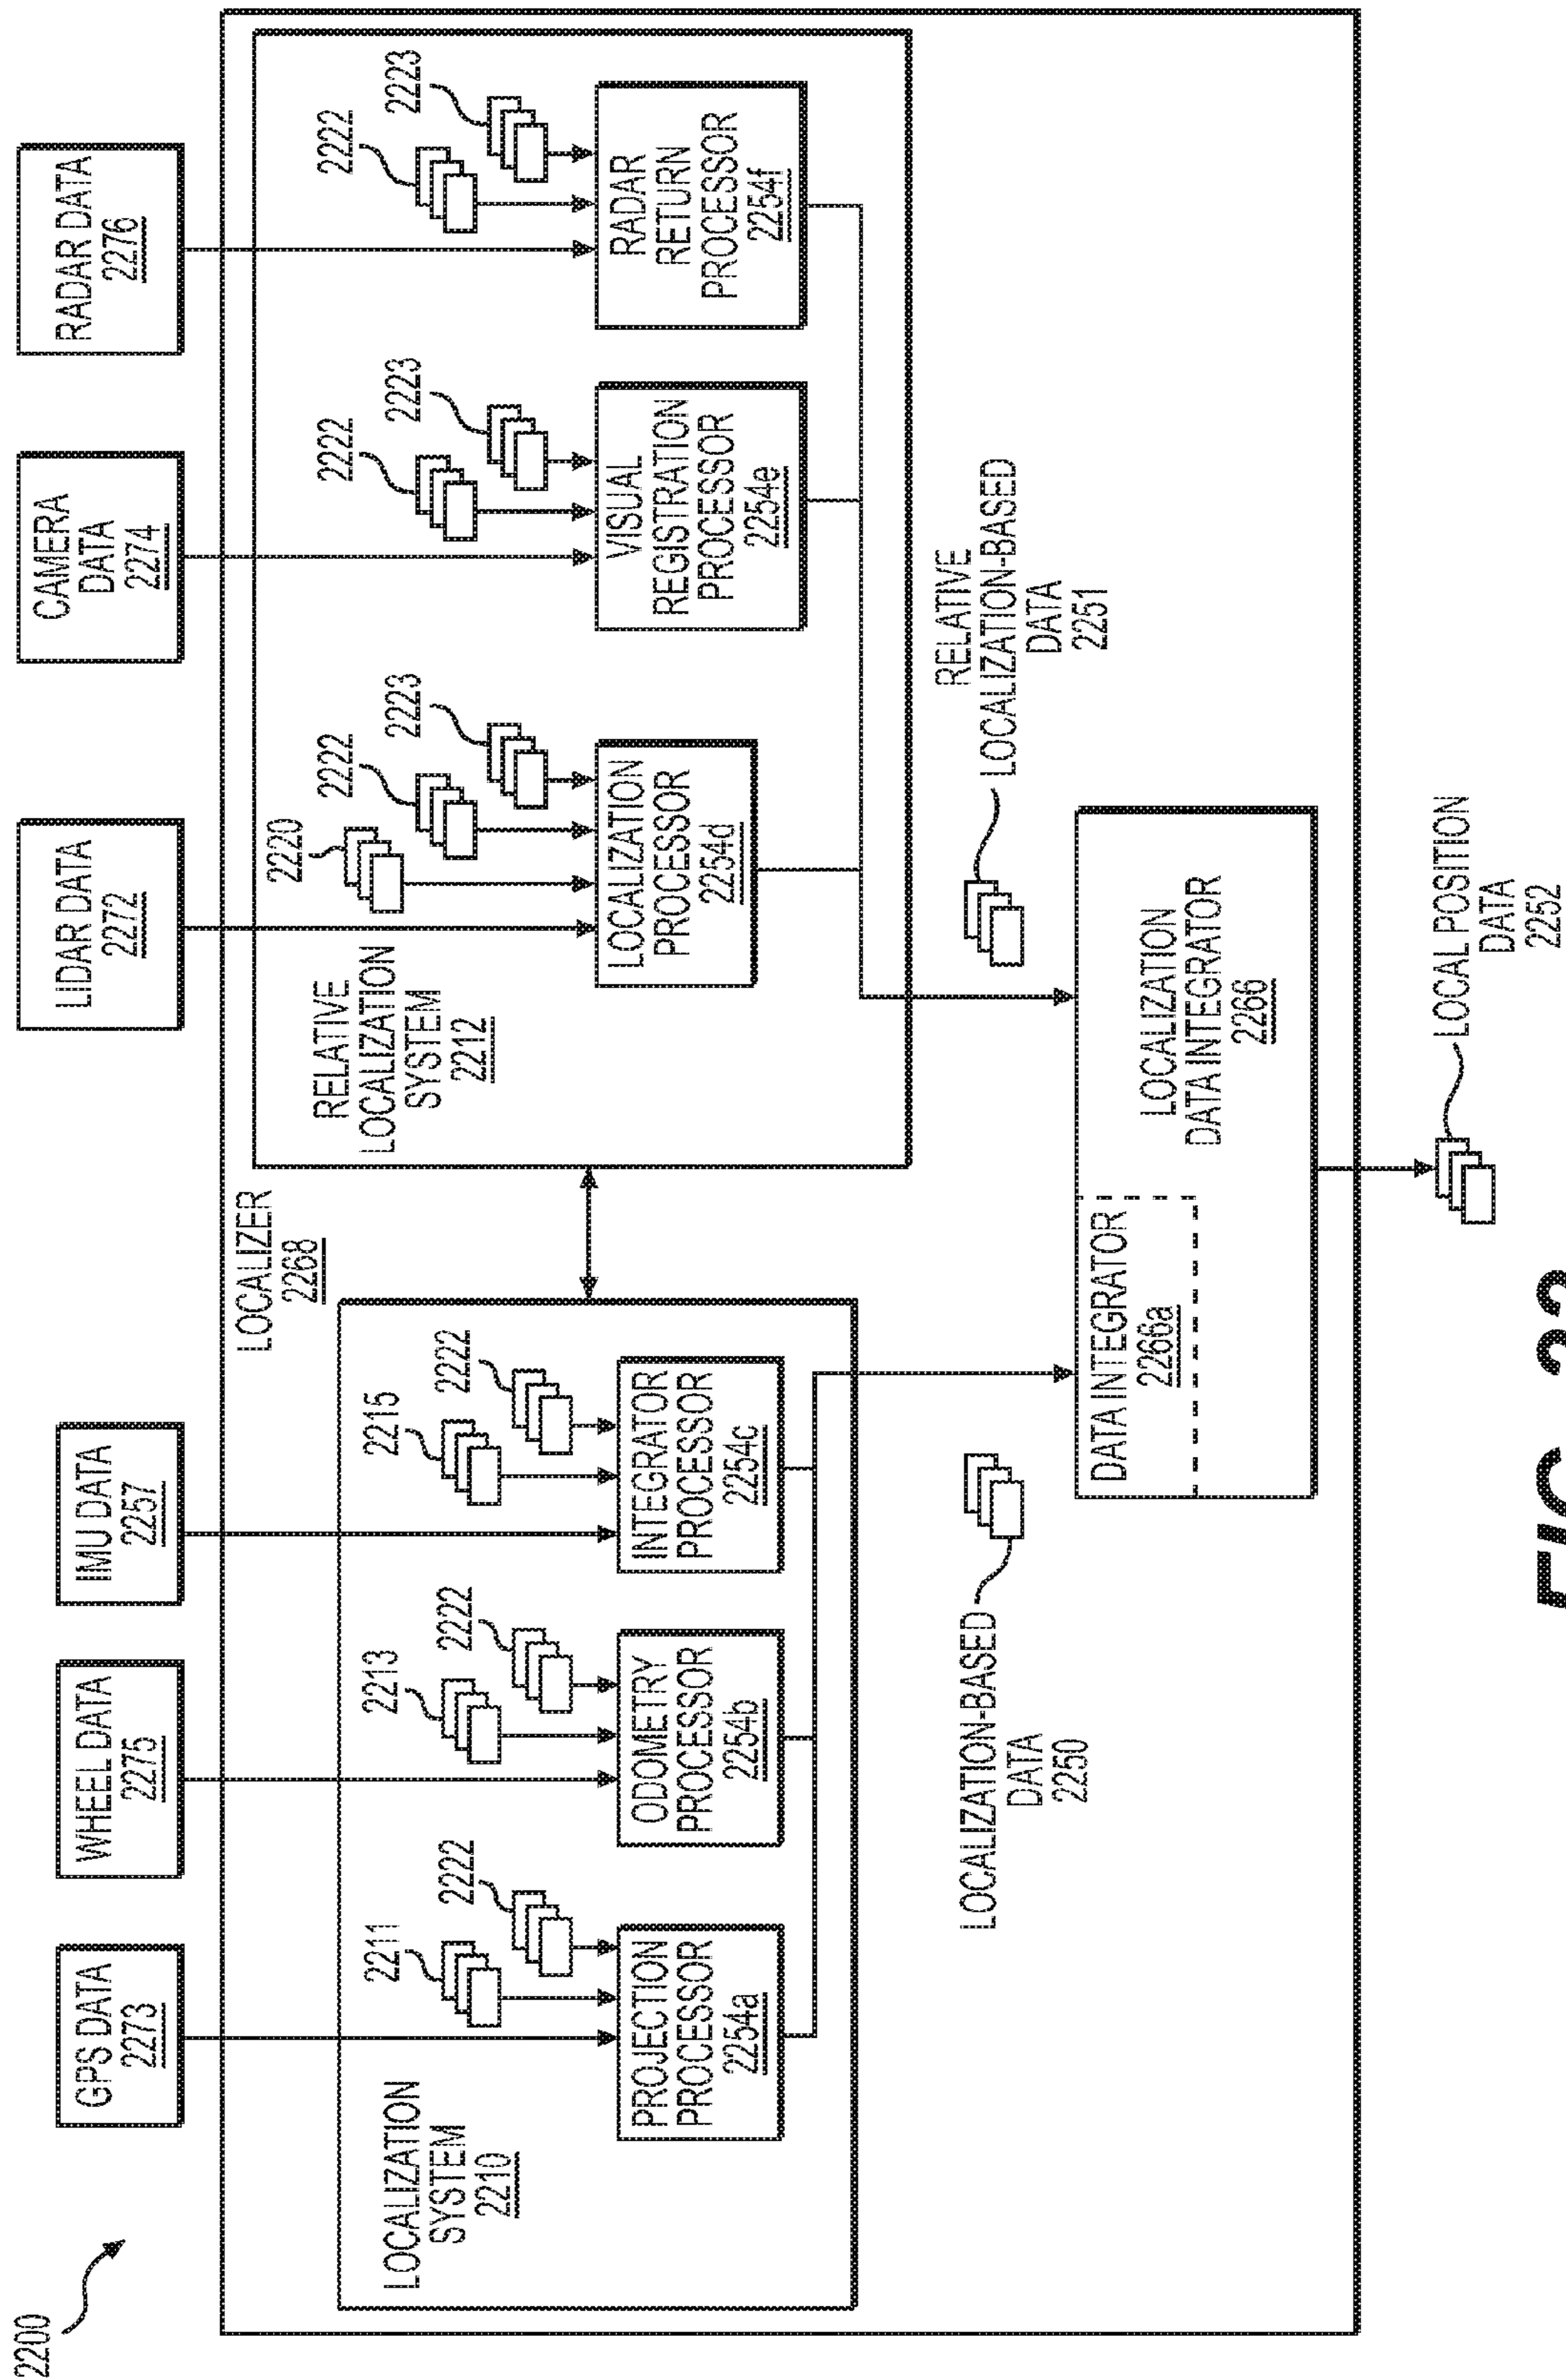 2200
GPS DATA
2273
WHEEL DATA
2275
IMU DATA
2257
LIDAR DATA
2272
CAMERA
DATA
2274
RADAR DATA
2276
LOCALIZER
2268
LOCALIZATION
SYSTEM
2210
2211
2222
2213
2222
2215
2222
PROJECTION
PROCESSOR
2254a
ODOMETRY
PROCESSOR
2254b
INTEGRATOR
PROCESSOR
2254c
RELATIVE
LOCALIZATION
SYSTEM
2212
2220
2222
2223
2222
2223
2222
2223
LOCALIZATION
PROCESSOR
2254d
VISUAL
REGISTRATION
PROCESSOR
2254e
RADAR
RETURN
PROCESSOR
2254f
LOCALIZATION-BASED
DATA
2250
RELATIVE
LOCALIZATION-BASED
DATA
2251
DATA INTEGRATOR
2266a
LOCALIZATION
DATA INTEGRATOR
2266
LOCAL POSITION
DATA
2252